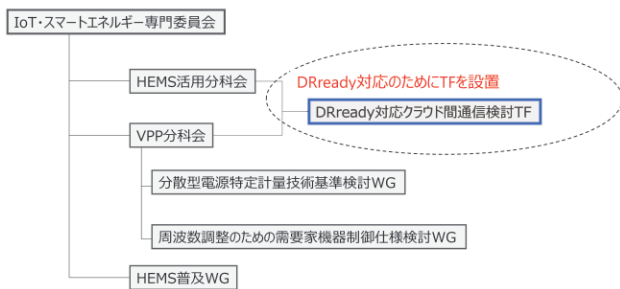 IoT・スマートエネルギー専門委員会
HEMS活用分科会
DRready対応のためにTFを設置
DRready対応クラウド間通信検討TF
VPP分科会
分散型電源特定計量技術基準検討WG
周波数調整のための需要家機器制御仕様検討WG
HEMS普及WG